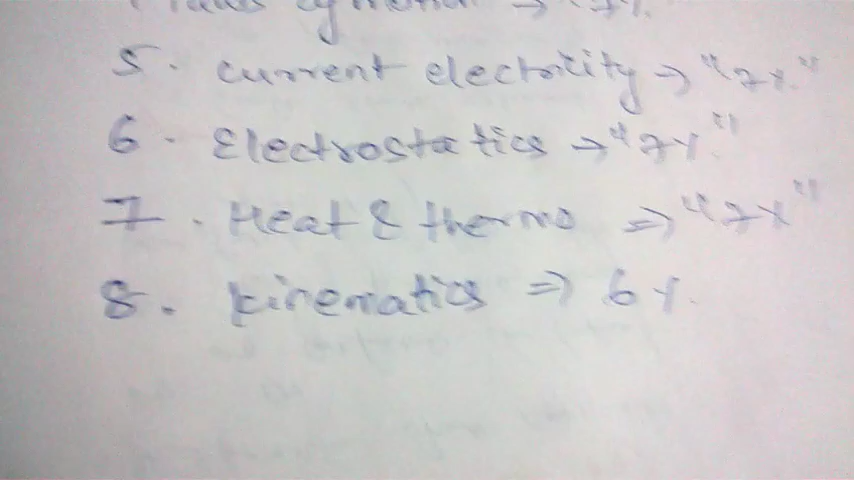 5. current electricity → "7%."
6. Electrostatics → "7%."
7. Heat & thermo ⇒ "7%"
8. kinematics ⇒ 6%.